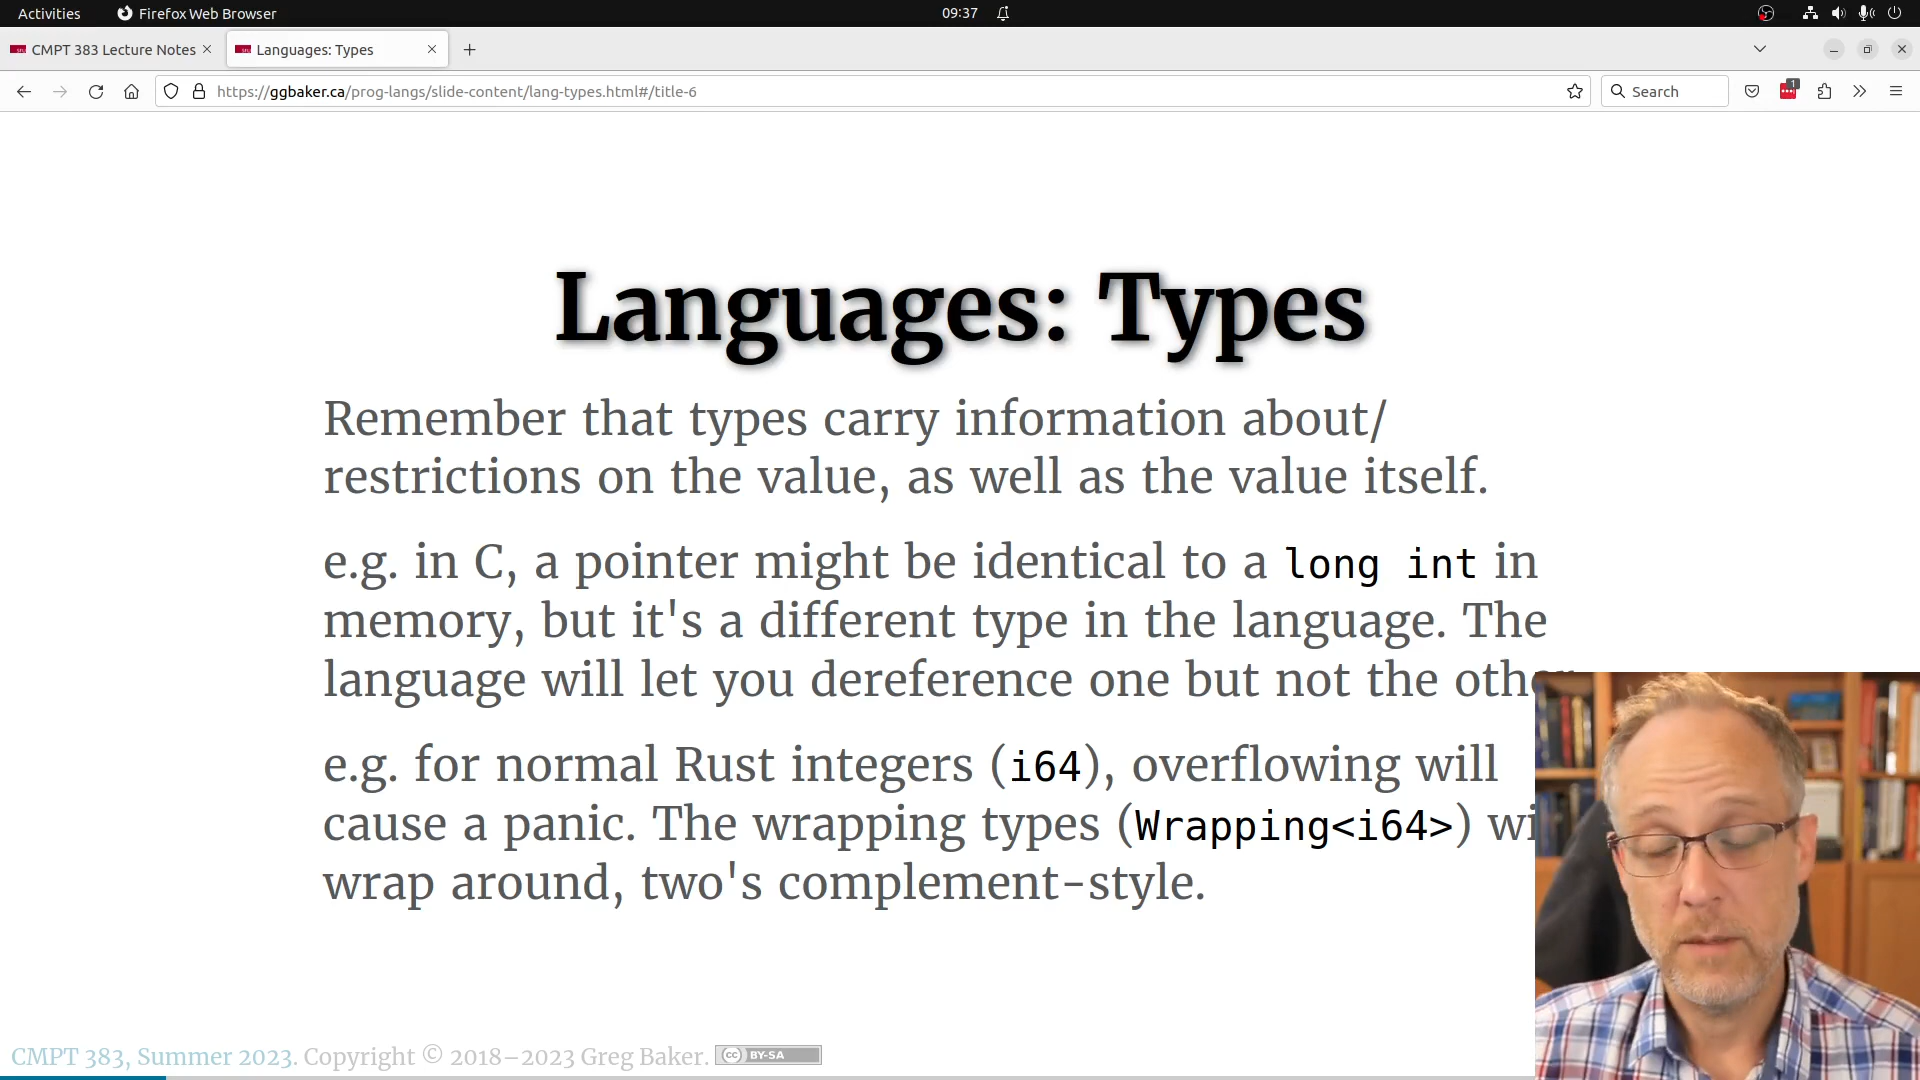 Activities
Firefox Web Browser
09:37
CMPT 383 Lecture Notes
Languages: Types
https://ggbaker.ca/prog-langs/slide-content/lang-types.html#/title-6
Search
1
Languages: Types
Remember that types carry information about/
restrictions on the value, as well as the value itself.
e.g. in C, a pointer might be identical to a long int in
memory, but it's a different type in the language. The
language will let you dereference one but not the
e.g. for normal Rust integers (i64), overflowing will
cause a panic. The wrapping types (Wrapping<i64>)
wrap around, two's complement-style.
CMPT 383, Summer 2023. Copyright © 2018–2023 Greg Baker.
cc BY-SA